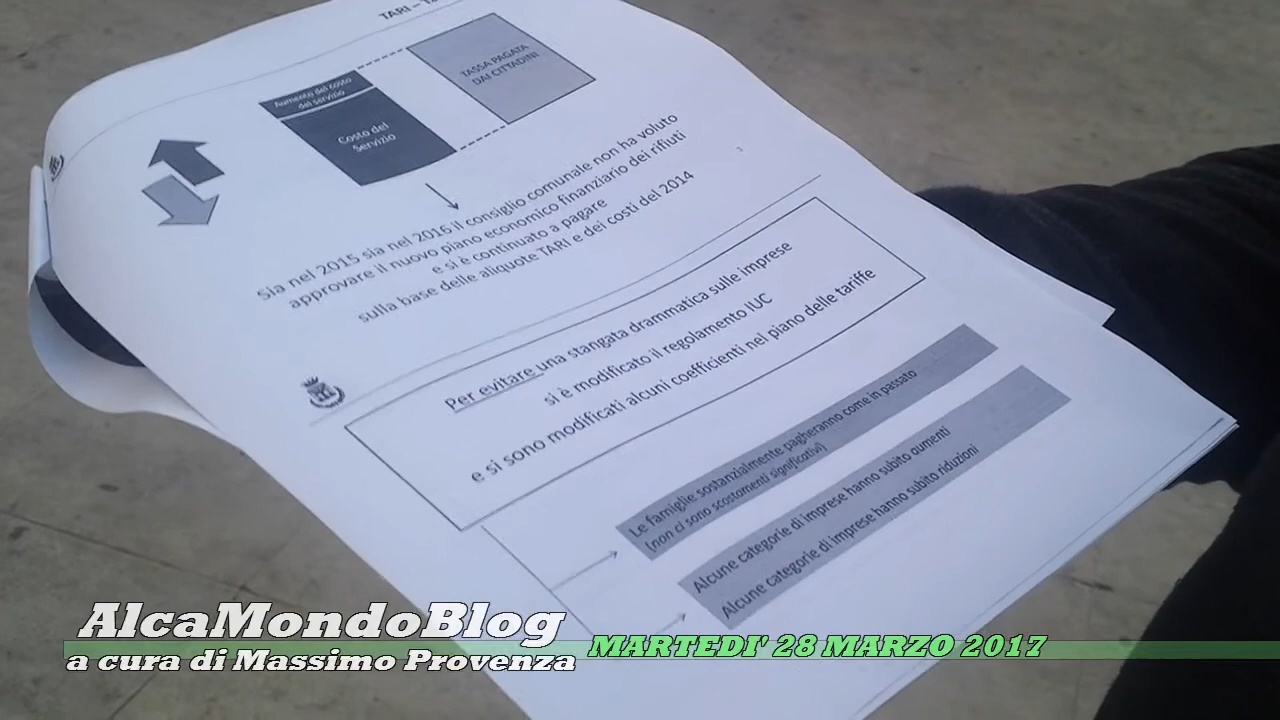 TARI –
Aumento del costo
del servizio
Costo del
Servizio
TASSA PAGATA
DAI CITTADINI
Sia nel 2015 sia nel 2016 il consiglio comunale non ha voluto
approvare il nuovo piano economico finanziario dei rifiuti
e si è continuato a pagare
sulla base delle aliquote TARI e dei costi del 2014
Per evitare una stangata drammatica sulle imprese
si è modificato il regolamento IUC
e si sono modificati alcuni coefficienti nel piano delle tariffe
Le famiglie sostanzialmente pagheranno come in passato
(non ci sono scostamenti significativi)
Alcune categorie di imprese hanno subito aumenti
Alcune categorie di imprese hanno subito riduzioni
AlcaMondoBlog
a cura di Massimo Provenza
MARTEDI' 28 MARZO 2017